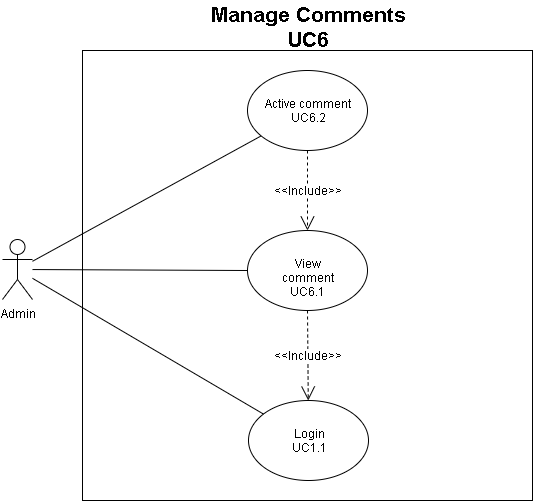 Manage Comments
UC6
Active comment
UC6.2
<<Include>>
View
comment
UC6.1
Admin
<<Include>>
Login
UC1.1